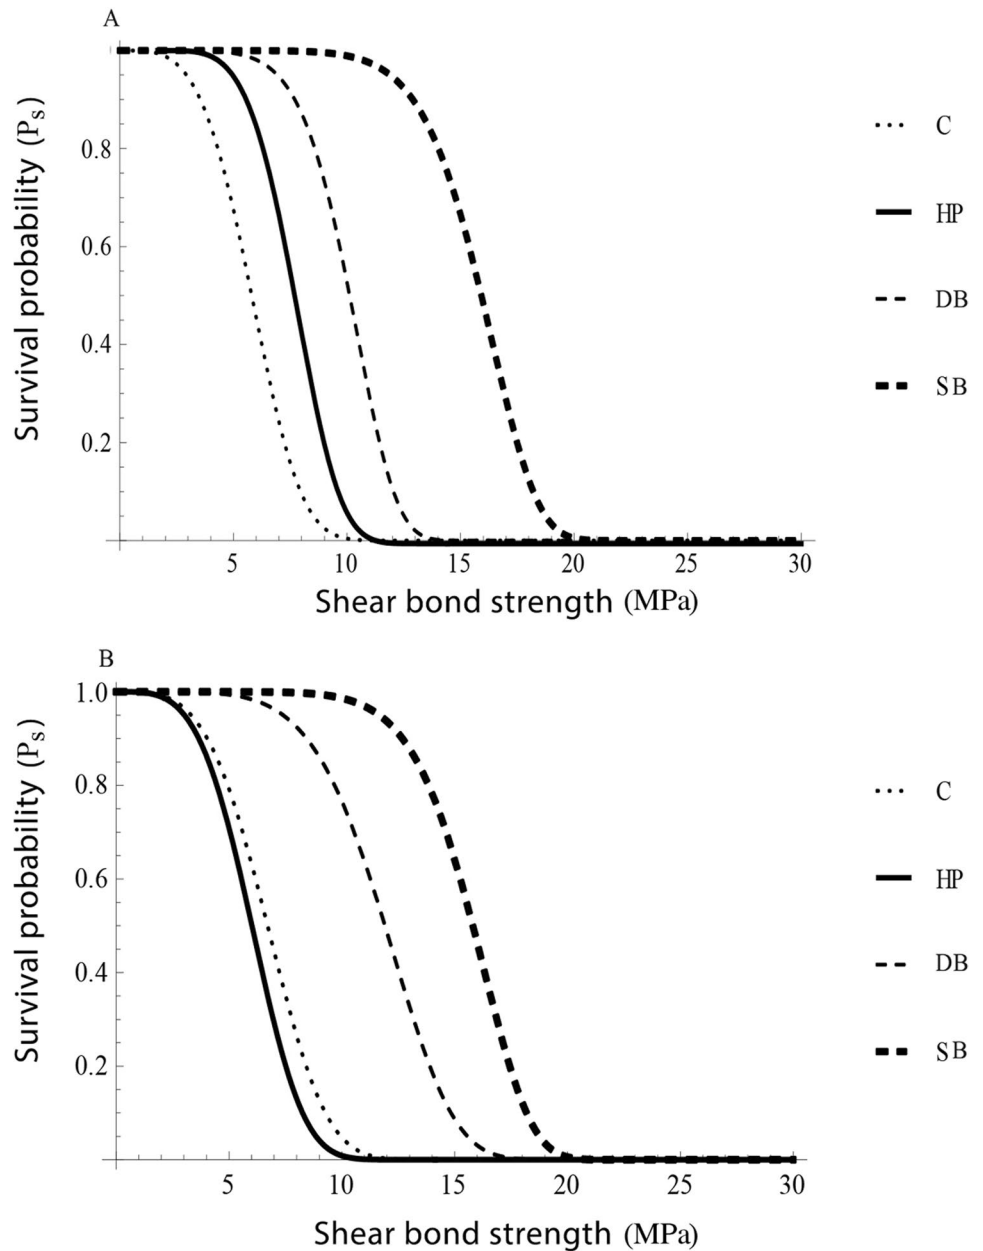 A
Survival probability (Ps)
0.8
0.6
0.4
0.2
5 10 15 20 25 30
Shear bond strength (MPa)
C
HP
DB
SB
B
Survival probability (Ps)
1.0
0.8
0.6
0.4
0.2
5 10 15 20 25 30
Shear bond strength (MPa)
C
HP
DB
SB